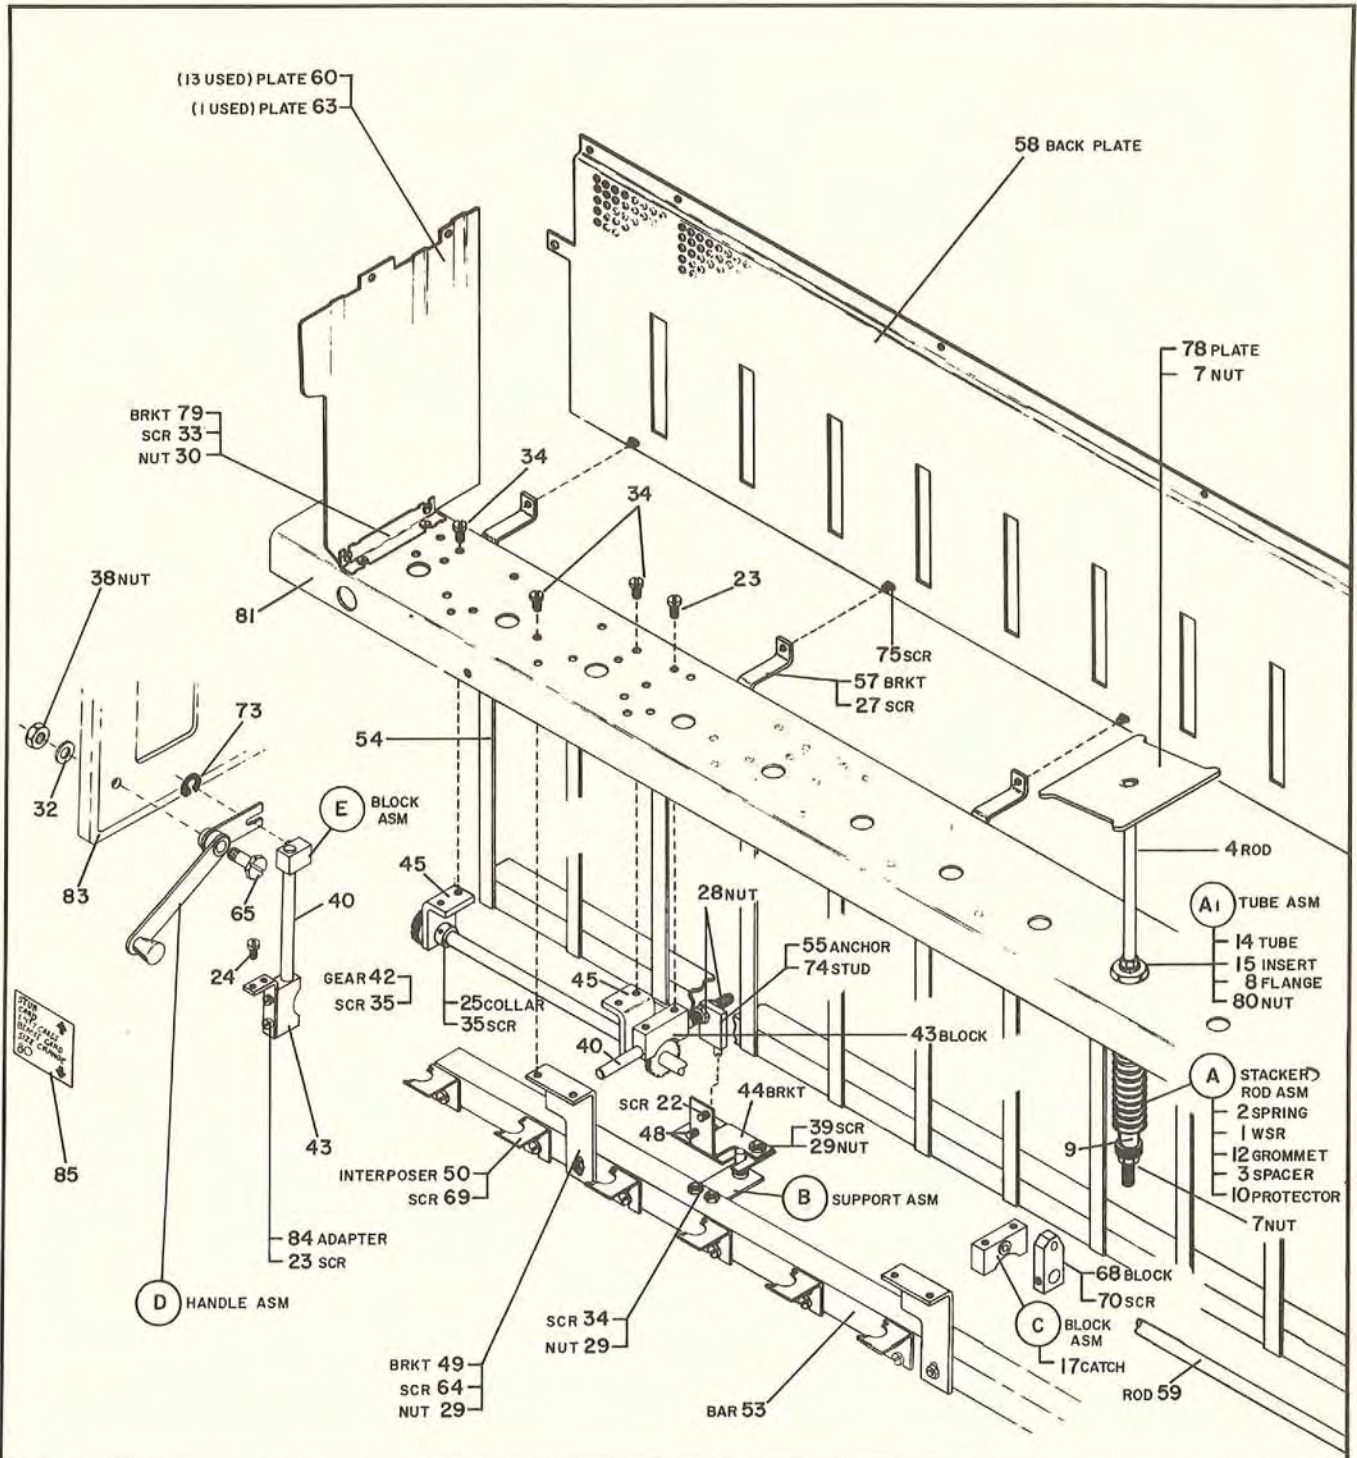 (13 USED) PLATE 60
(1 USED) PLATE 63
58 BACK PLATE
78 PLATE
7 NUT
BRKT 79
SCR 33
NUT 30
34
34
23
38 NUT
81
75 SCR
57 BRKT
27 SCR
73
54
32
E BLOCK
ASM
83
65
40
45
28 NUT
4 ROD
A1 TUBE ASM
14 TUBE
15 INSERT
8 FLANGE
80 NUT
24
GEAR 42
SCR 35
25 COLLAR
35 SCR
45
55 ANCHOR
74 STUD
43 BLOCK
40
STUB
CARD
SIZE CHANGE
80
85
43
SCR 22
44 BRKT
48
39 SCR
29 NUT
A STACKER
ROD ASM
2 SPRING
1 WSR
12 GROMMET
3 SPACER
10 PROTECTOR
9
7 NUT
INTERPOSER 50
SCR 69
B SUPPORT ASM
84 ADAPTER
23 SCR
D HANDLE ASM
68 BLOCK
70 SCR
C BLOCK
ASM
17 CATCH
SCR 34
NUT 29
BRKT 49
SCR 64
NUT 29
BAR 53
ROD 59